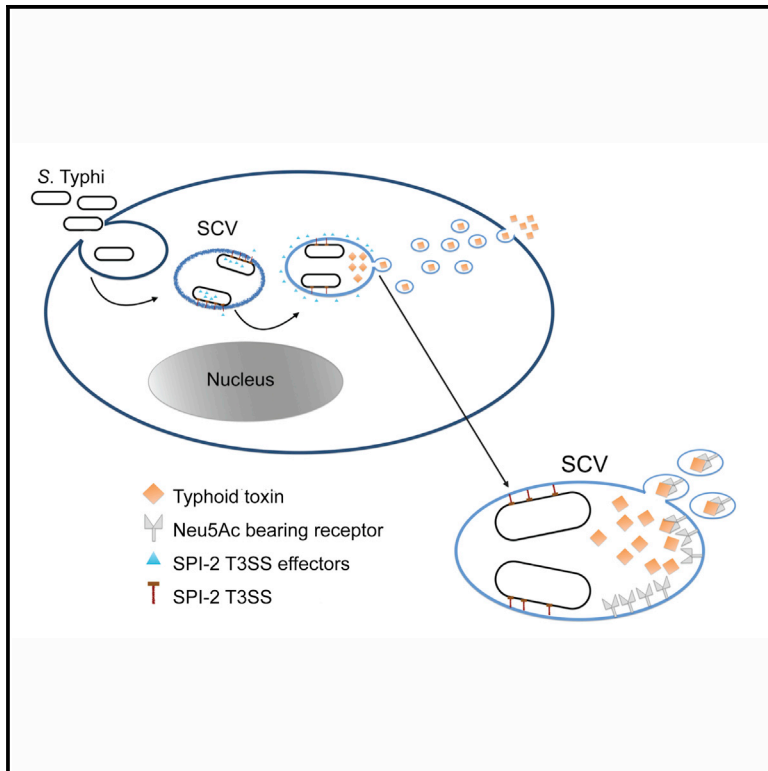 S. Typhi
SCV
Nucleus
SCV
Typhoid toxin
Neu5Ac bearing receptor
SPI-2 T3SS effectors
SPI-2 T3SS